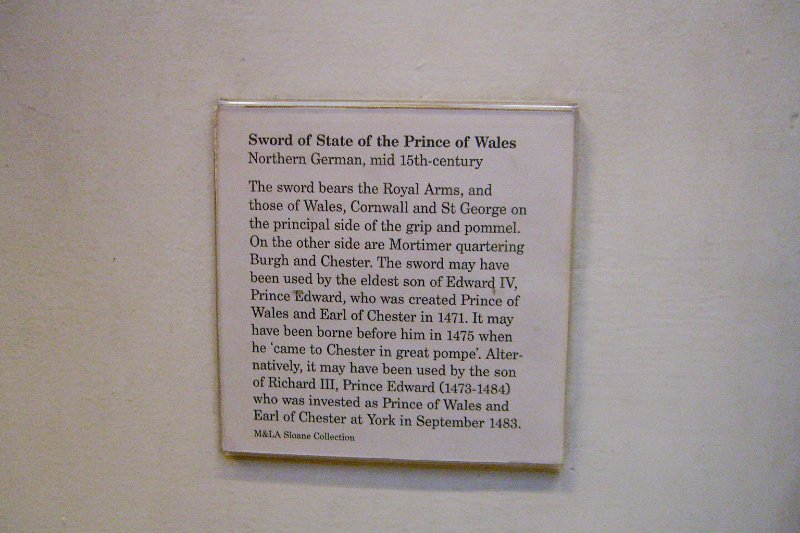 Sword of State of the Prince of Wales
Northern German, mid 15th-century
The sword bears the Royal Arms, and
those of Wales, Cornwall and St George on
the principal side of the grip and pommel.
On the other side are Mortimer quartering
Burgh and Chester. The sword may have
been used by the eldest son of Edward IV,
Prince Edward, who was created Prince of
Wales and Earl of Chester in 1471. It may
have been borne before him in 1475 when
he ‘came to Chester in great pompe’. Alter-
natively, it may have been used by the son
of Richard III, Prince Edward (1473-1484)
who was invested as Prince of Wales and
Earl of Chester at York in September 1483.
M&LA Sloane Collection